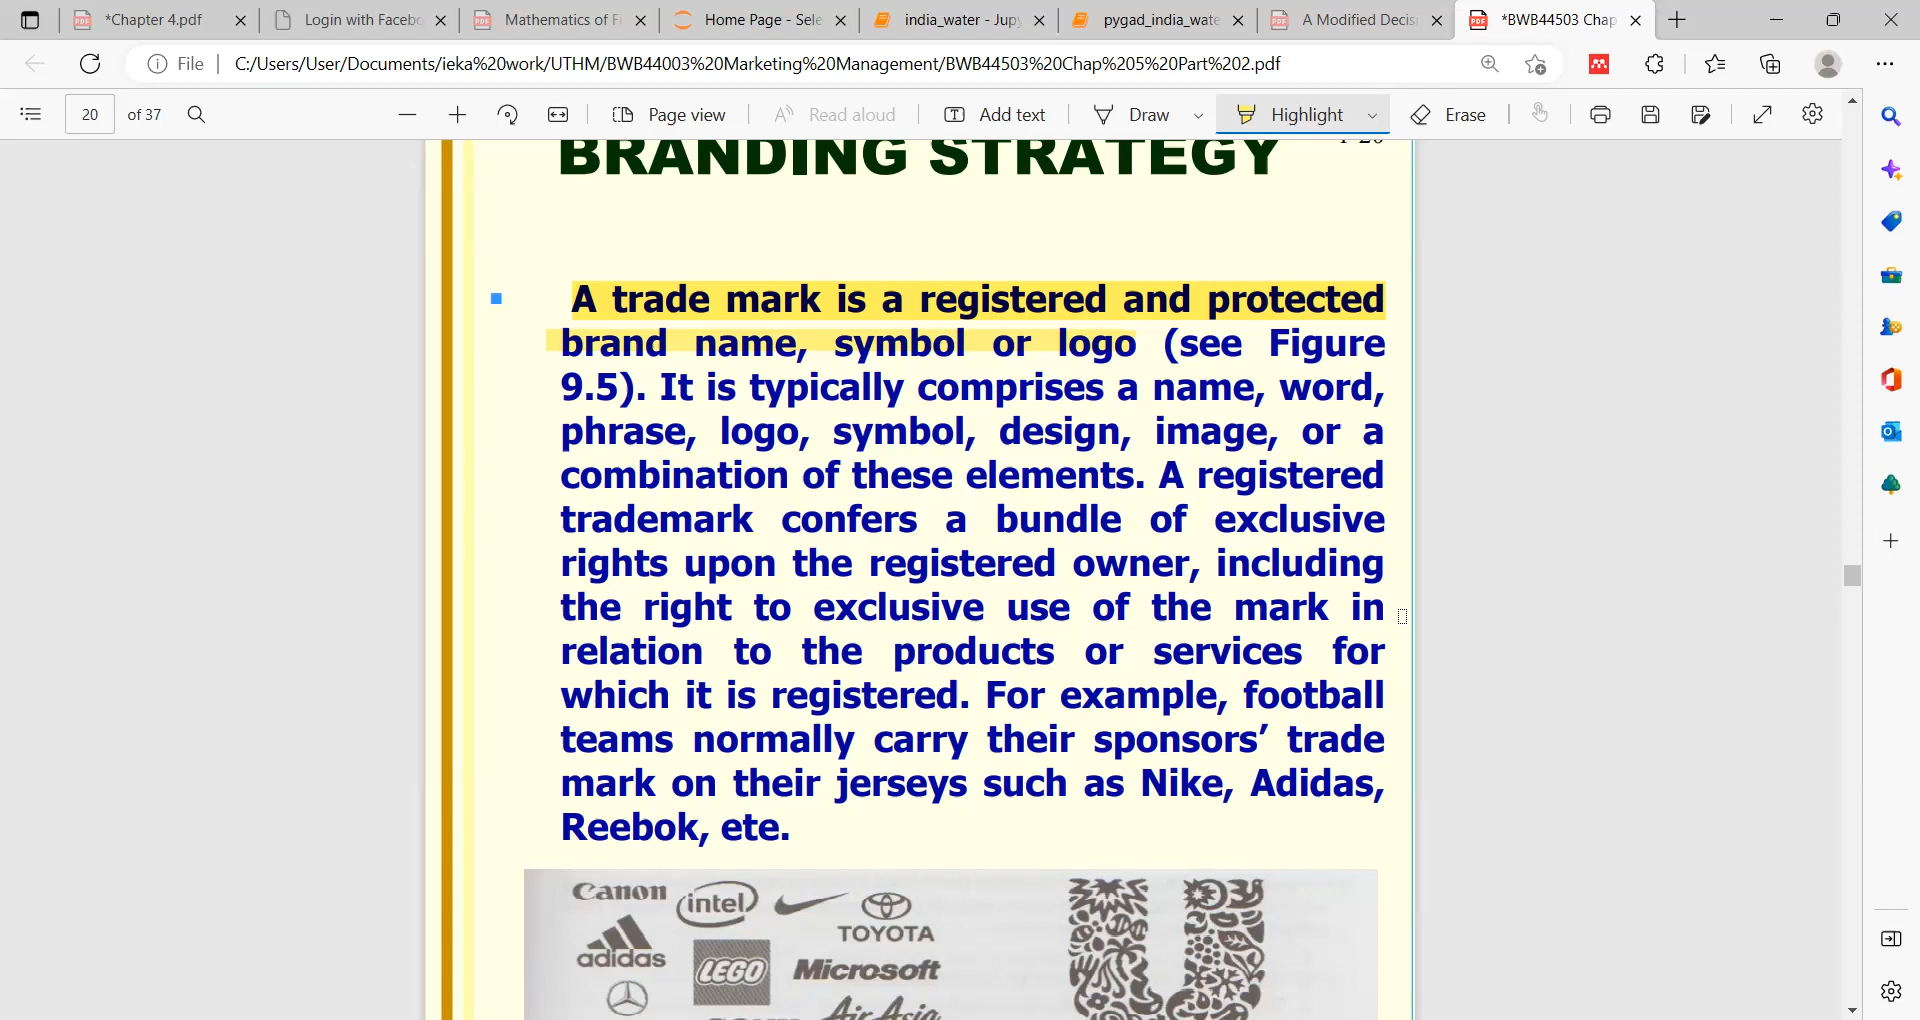 *Chapter 4.pdf
Login with Facebo
Mathematics of Fi
Home Page - Sele
india_water - Jupy
pygad_india_wate
A Modified Decis
*BWB44503 Chap
File
C:/Users/User/Documents/ieka%20work/UTHM/BWB44003%20Marketing%20Management/BWB44503%20Chap%205%20Part%202.pdf
20 of 37
Page view
Read aloud
Add text
Draw
Highlight
Erase
BRANDING STRATEGY
A trade mark is a registered and protected
brand name, symbol or logo (see Figure
9.5). It is typically comprises a name, word,
phrase, logo, symbol, design, image, or a
combination of these elements. A registered
trademark confers a bundle of exclusive
rights upon the registered owner, including
the right to exclusive use of the mark in
relation to the products or services for
which it is registered. For example, football
teams normally carry their sponsors’ trade
mark on their jerseys such as Nike, Adidas,
Reebok, ete.
Canon
intel
TOYOTA
adidas
LEGO
Microsoft
AirAsia